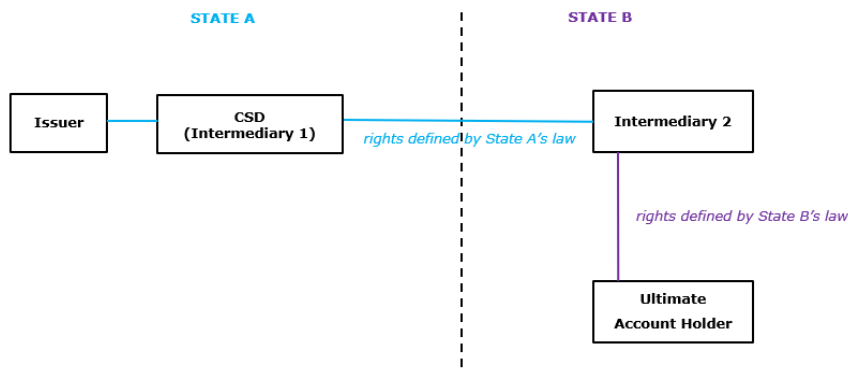 STATE A
STATE B
Issuer
CSD
(Intermediary 1)
rights defined by State A's law
Intermediary 2
rights defined by State B's law
Ultimate
Account Holder